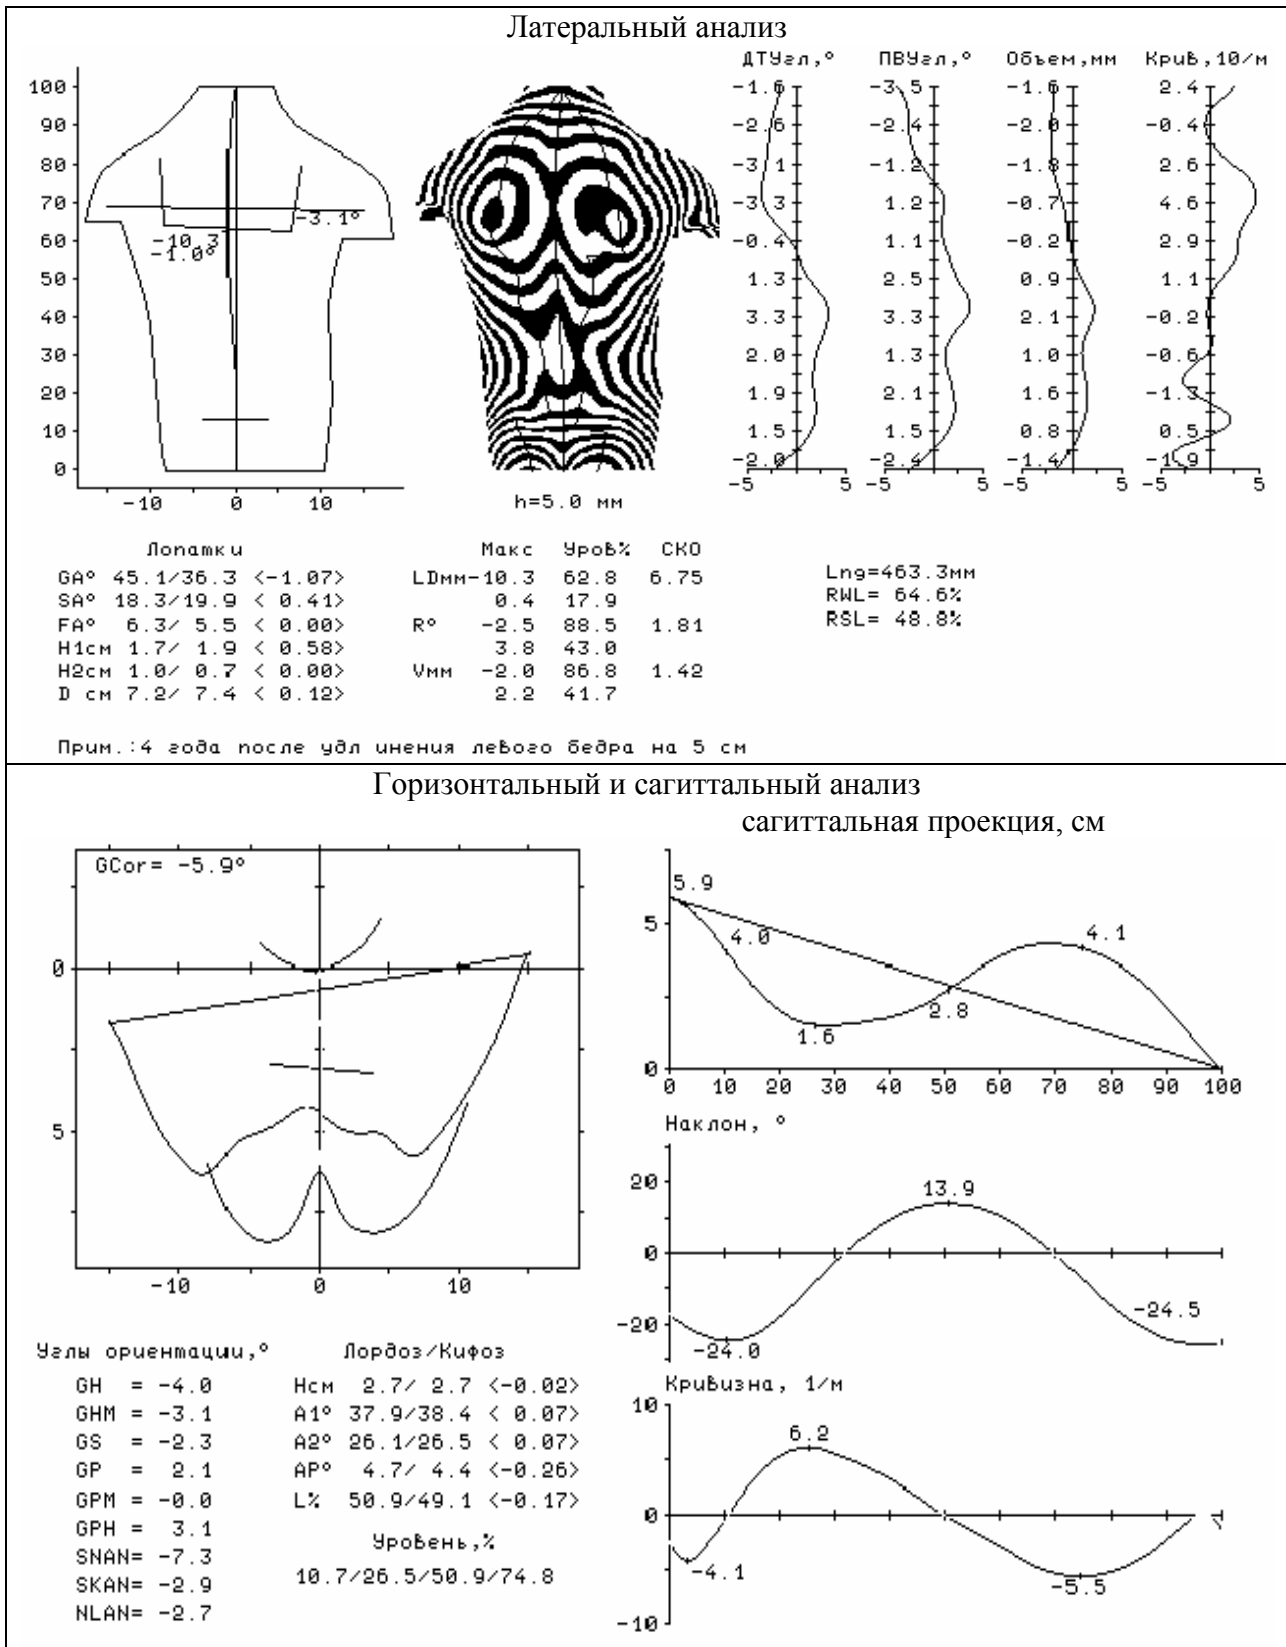 Латеральный анализ
ДТУгл,° ПВУгл,° Объем,мм Крив,10/м
100 -1.6 -3.5 -1.6 2.4
90 -2.6 -2.4 -2.0 -0.4
80 -3.1 -1.2 -1.8 2.6
70 -3.3 1.2 -0.7 4.6
-3.1°
60 -10.3 -0.4 1.1 -0.2 2.9
-1.0°
50 1.3 2.5 0.9 1.1
40 3.3 3.3 2.1 -0.2
30 2.0 1.3 1.0 -0.6
20 1.9 2.1 1.6 -1.3
10 1.5 1.5 0.8 0.5
0 -2.0 -2.4 -1.4 -1.9
-5 5 -5 5 -5 5 -5 5
-10 0 10 h=5.0 мм
Лопатки Макс Уров% СКО
GA° 45.1/36.3 <-1.07> LDмм-10.3 62.8 6.75 Lng=463.3мм
SA° 18.3/19.9 < 0.41> 0.4 17.9 RWL= 64.6%
FA° 6.3/ 5.5 < 0.00> R° -2.5 88.5 1.81 RSL= 48.8%
H1см 1.7/ 1.9 < 0.58> 3.8 43.0
H2см 1.0/ 0.7 < 0.00> Vмм -2.0 86.8 1.42
D см 7.2/ 7.4 < 0.12> 2.2 41.7
Прим.:4 года после удл инения левого бедра на 5 см
Горизонтальный и сагиттальный анализ
сагиттальная проекция, см
GCor= -5.9°
0
5
-10 0 10
5.9
5 4.0 4.1
2.8
1.6
0
0 10 20 30 40 50 60 70 80 90 100
Наклон, °
20 13.9
0
-24.5
-20
-24.0
Углы ориентации,° Лордоз/Кифоз
GH = -4.0 Hсм 2.7/ 2.7 <-0.02>
GHM = -3.1 A1° 37.9/38.4 < 0.07>
GS = -2.3 A2° 26.1/26.5 < 0.07>
GP = 2.1 AP° 4.7/ 4.4 <-0.26>
GPM = -0.0 L% 50.9/49.1 <-0.17>
GPH = 3.1 Уровень,%
SNAN= -7.3 10.7/26.5/50.9/74.8
SKAN= -2.9
NLAN= -2.7
Кривизна, 1/м
10
6.2
0
-4.1
-5.5
-10